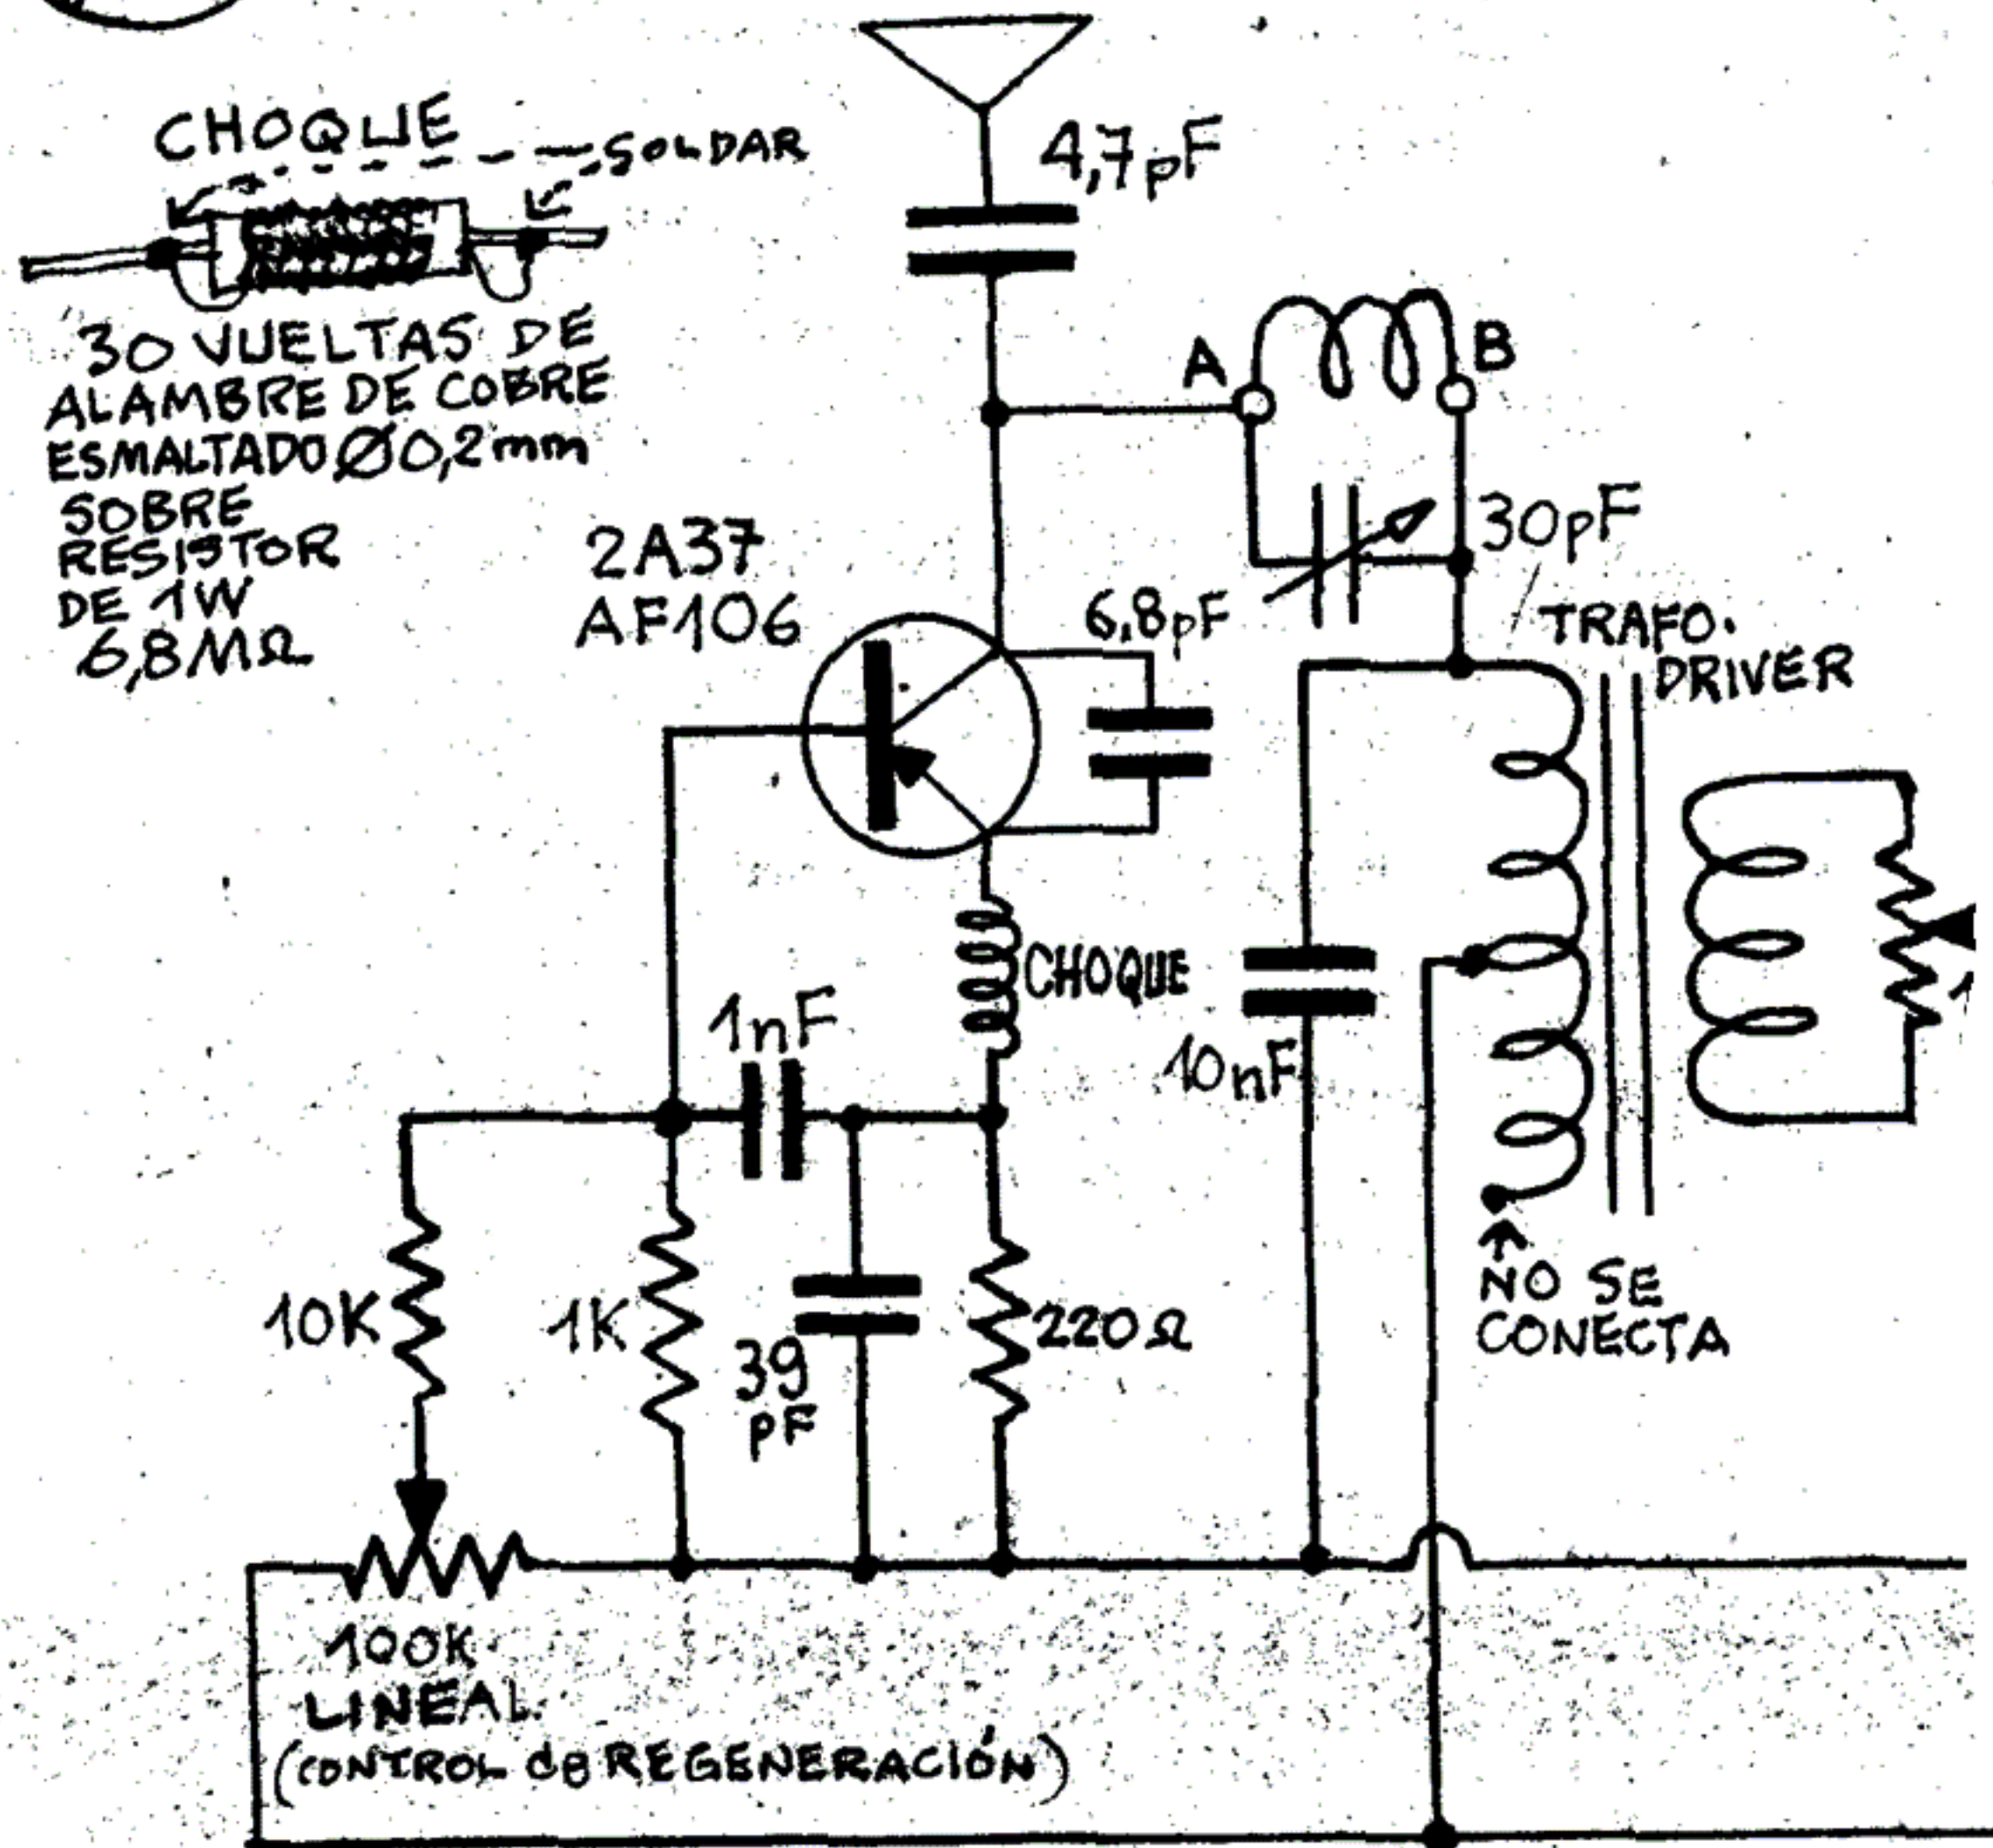 CHOQUE
SOLDAR
30 VUELTAS DE
ALAMBRE DE COBRE
ESMALTADO Ø0,2mm
SOBRE
RESISTOR
DE 1W
6,8MΩ
4,7pF
A
B
30pF
2A37
AF106
6,8pF
TRAFO.
DRIVER
CHOQUE
1nF
10nF
10K
1K
39
pF
220Ω
NO SE
CONECTA
100K
LINEAL.
(CONTROL de REGENERACIÓN)